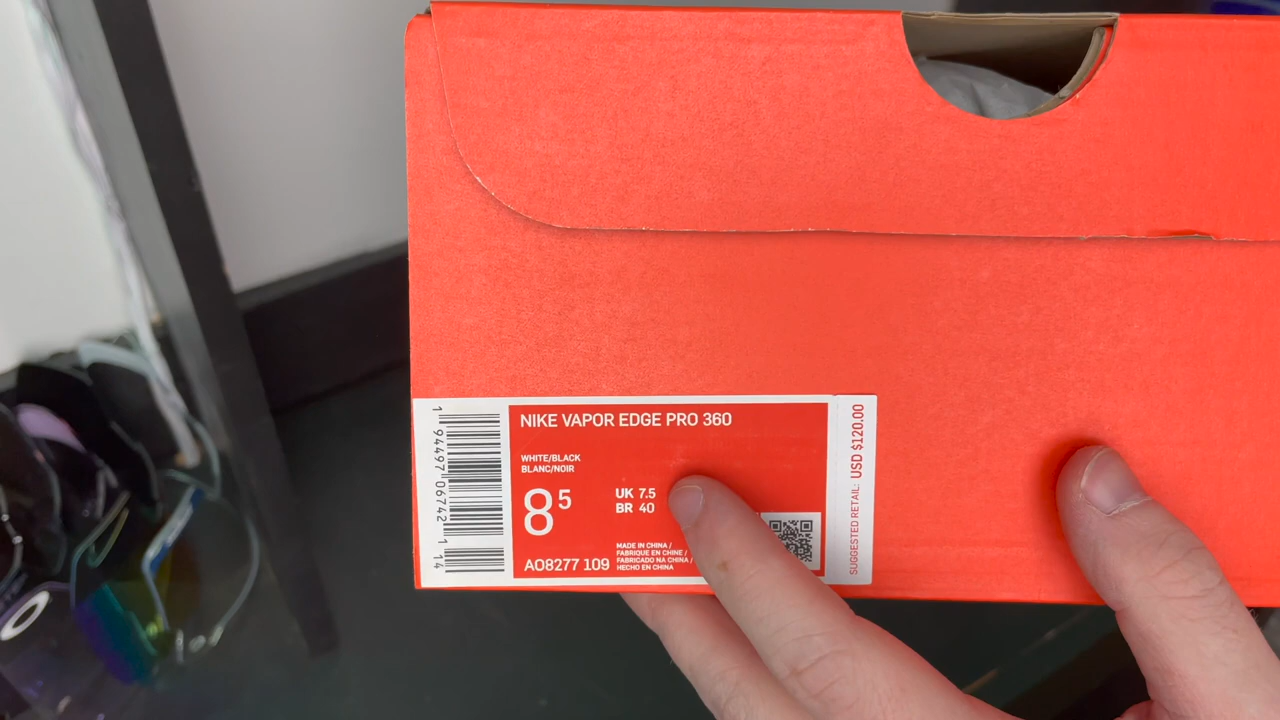 NIKE VAPOR EDGE PRO 360
WHITE/BLACK
BLANC/NOIR
8 5
UK 7.5
BR 40
AO8277 109
MADE IN CHINA /
FABRIQUE EN CHINE /
FABRICADO NA CHINA /
HECHO EN CHINA
1 94497 06742 1 14
SUGGESTED RETAIL: USD $120.00